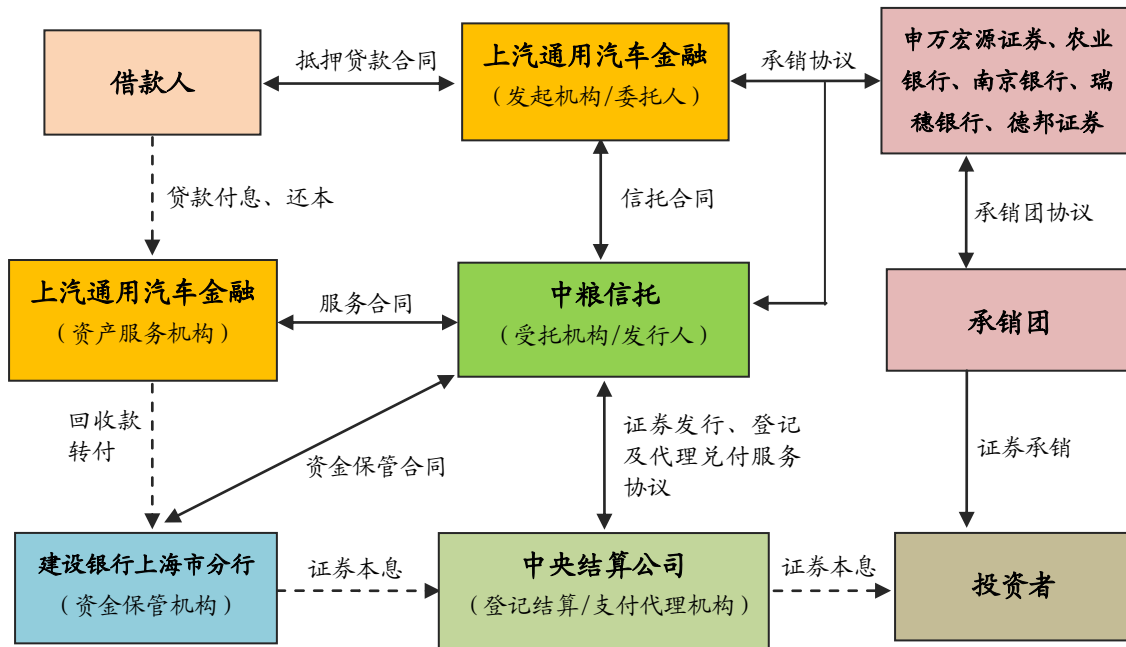 借款人
抵押贷款合同
上汽通用汽车金融
（发起机构/委托人）
承销协议
申万宏源证券、农业
银行、南京银行、瑞
穗银行、德邦证券
贷款付息、还本
信托合同
承销团协议
上汽通用汽车金融
（资产服务机构）
服务合同
中粮信托
（受托机构/发行人）
承销团
回收款
转付
资金保管合同
证券发行、登记
及代理兑付服务
协议
证券承销
建设银行上海市分行
（资金保管机构）
证券本息
中央结算公司
（登记结算/支付代理机构）
证券本息
投资者